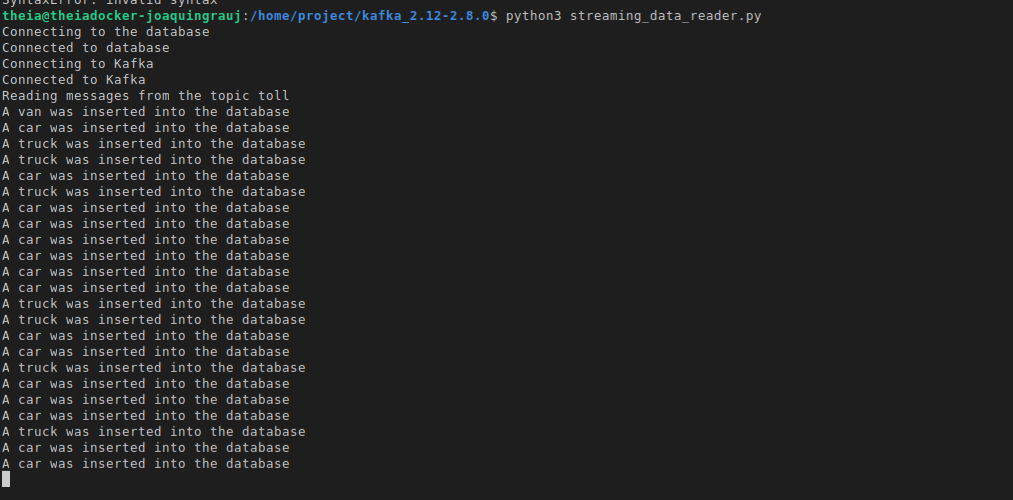 SyntaxError: invalid syntax
theia@theiadocker-joaquingrauj:/home/project/kafka_2.12-2.8.0$ python3 streaming_data_reader.py
Connecting to the database
Connected to database
Connecting to Kafka
Connected to Kafka
Reading messages from the topic toll
A van was inserted into the database
A car was inserted into the database
A truck was inserted into the database
A truck was inserted into the database
A car was inserted into the database
A truck was inserted into the database
A car was inserted into the database
A car was inserted into the database
A car was inserted into the database
A car was inserted into the database
A car was inserted into the database
A car was inserted into the database
A truck was inserted into the database
A truck was inserted into the database
A car was inserted into the database
A car was inserted into the database
A truck was inserted into the database
A car was inserted into the database
A car was inserted into the database
A car was inserted into the database
A truck was inserted into the database
A car was inserted into the database
A car was inserted into the database